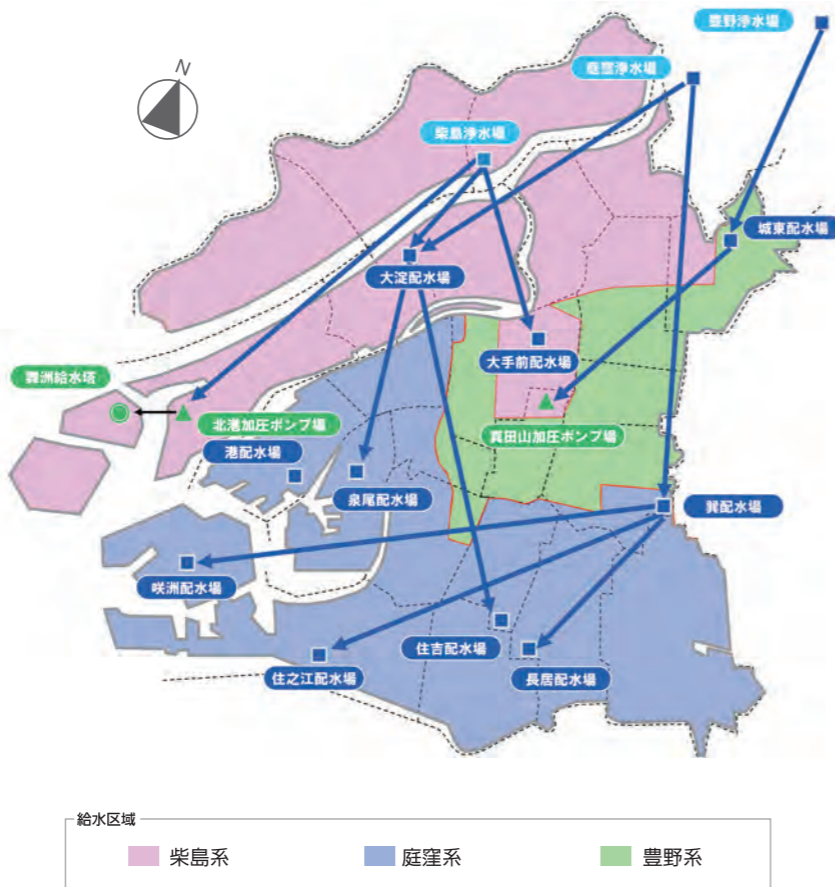 豊野浄水場
庭窪浄水場
N
柴島浄水場
城東配水場
大淀配水場
大手前配水場
舞洲給水塔
北港加圧ポンプ場
真田山加圧ポンプ場
港配水場
泉尾配水場
巽配水場
咲洲配水場
住吉配水場
住之江配水場
長居配水場
給水区域
柴島系
庭窪系
豊野系